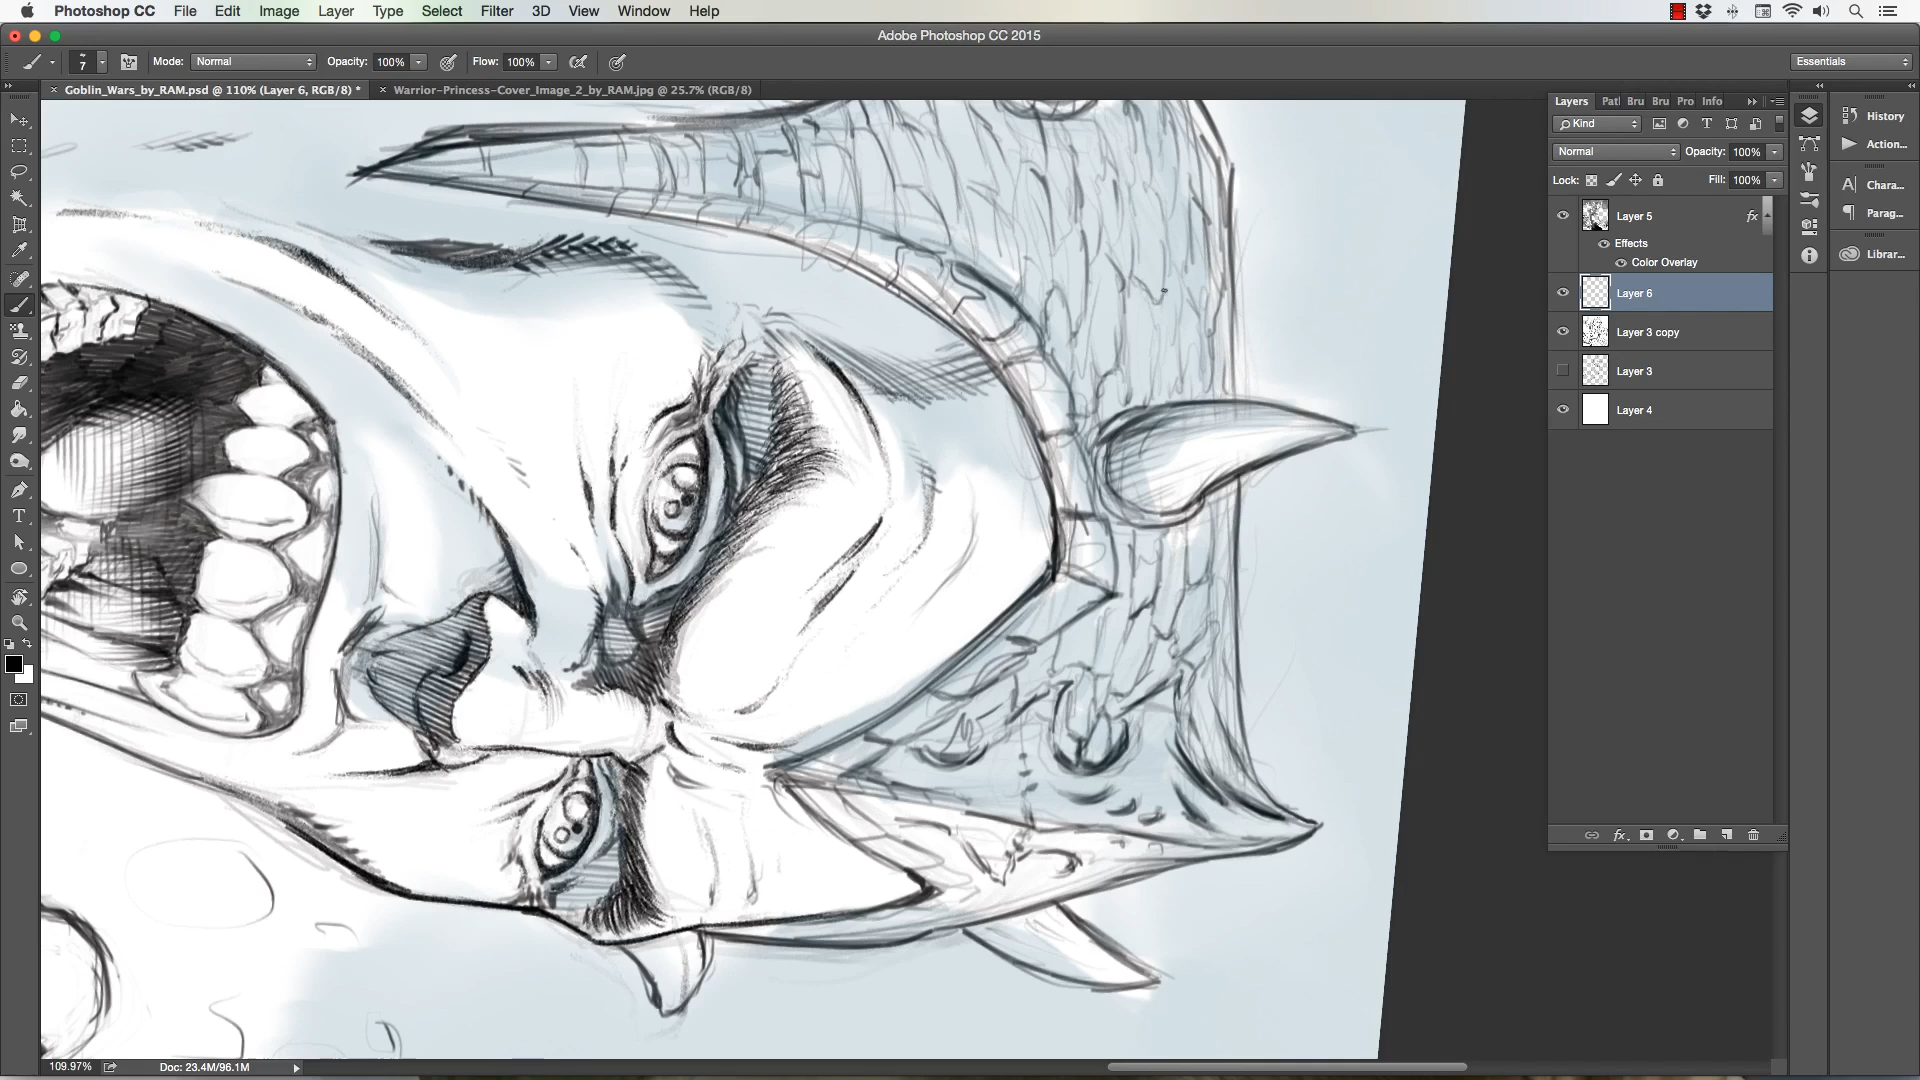 Photoshop CC File Edit Image Layer Type Select Filter 3D View Window Help
Adobe Photoshop CC 2015
7 Mode: Normal Opacity: 100% Flow: 100% Essentials
Goblin_Wars_by_RAM.psd @ 110% (Layer 6, RGB/8) * Warrior-Princess-Cover_Image_2_by_RAM.jpg @ 25.7% (RGB/8)
Layers Pat Bru Bru Pro Info
Kind
Normal Opacity: 100%
Lock: Fill: 100%
Layer 5 fx
Effects
Color Overlay
Layer 6
Layer 3 copy
Layer 3
Layer 4
fx
History
Action...
Chara...
Parag...
Librar...
109.97% Doc: 23.4M/96.1M